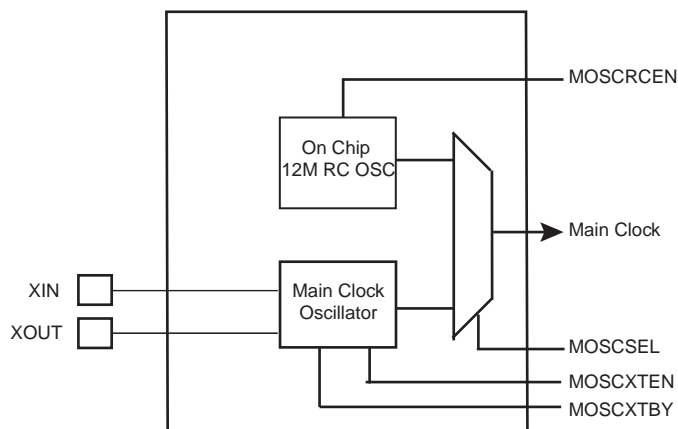 MOSCRCEN
On Chip
12M RC OSC
Main Clock
XIN
Main Clock
Oscillator
XOUT
MOSCSEL
MOSCXTEN
MOSCXTBY